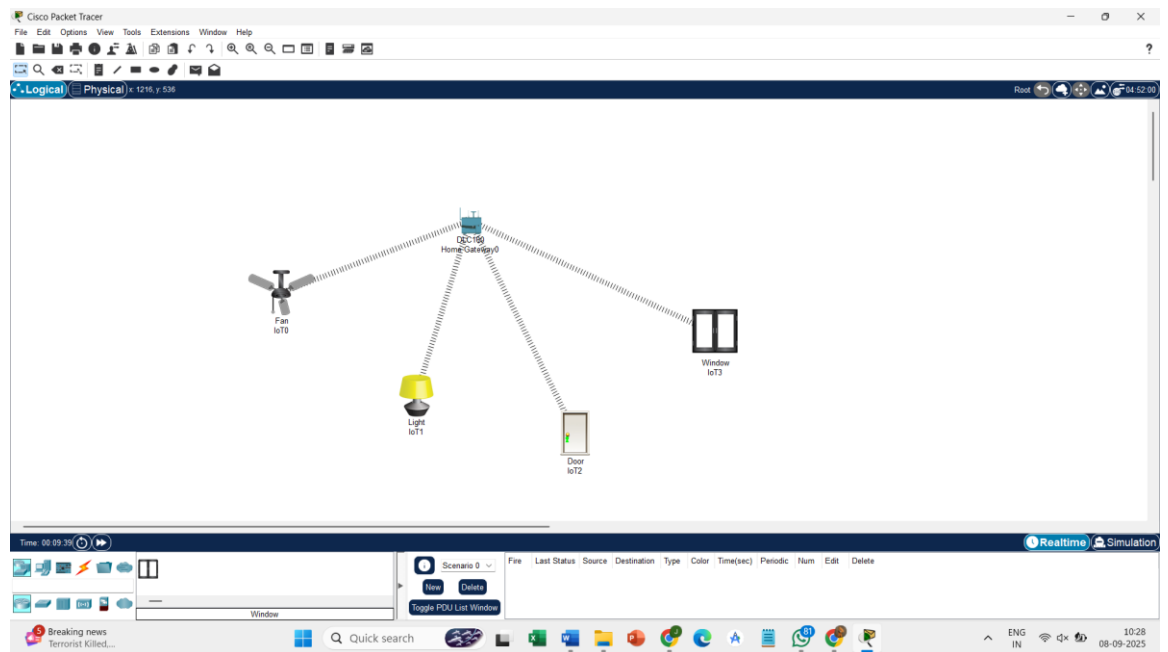 Cisco Packet Tracer
File Edit Options View Tools Extensions Window Help
?
Logical Physical x: 1216, y: 536
Root 04:52:00
DLC100
Home Gateway0
Fan
IoT0
Window
IoT3
Light
IoT1
Door
IoT2
Time: 00:09:39
Realtime Simulation
Scenario 0
Fire Last Status Source Destination Type Color Time(sec) Periodic Num Edit Delete
New Delete
Toggle PDU List Window
Window
5
Breaking news
Terrorist Killed,...
Quick search
81
ENG
IN
10:28
08-09-2025